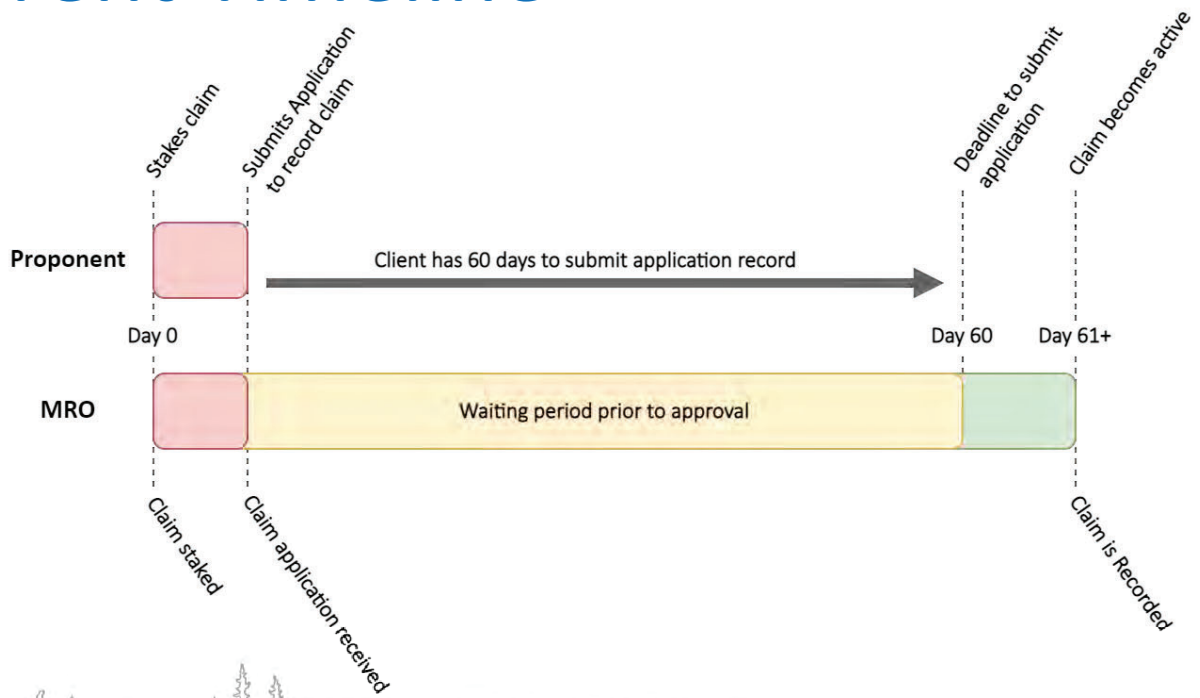 Stakes claim
Submits Application
to record claim
Deadline to submit
application
Claim becomes active
Proponent
Client has 60 days to submit application record
Day 0
Day 60
Day 61+
MRO
Waiting period prior to approval
Claim staked
Claim application received
Claim is Recorded